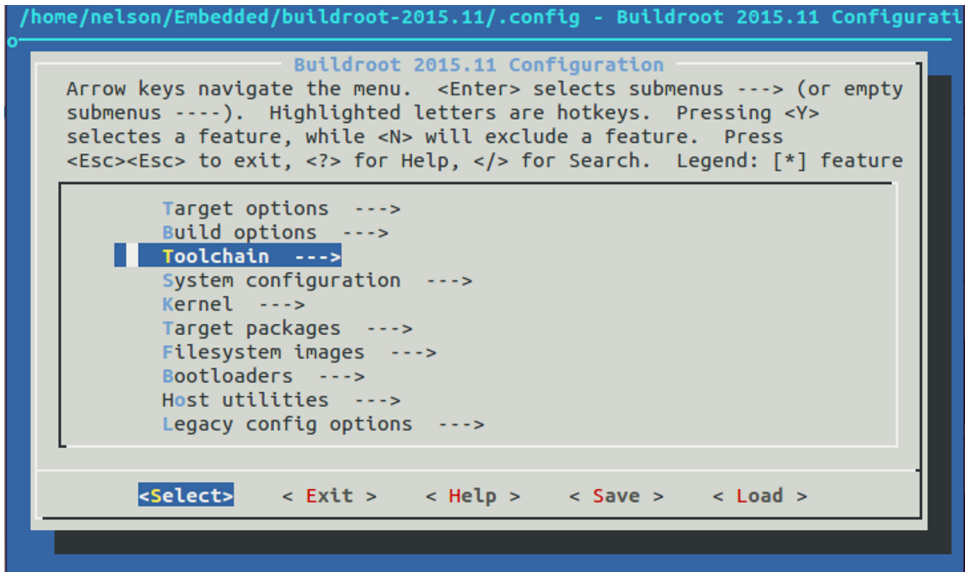 /home/nelson/Embedded/buildroot-2015.11/.config - Buildroot 2015.11 Configurati
o
Buildroot 2015.11 Configuration
Arrow keys navigate the menu.  <Enter> selects submenus ---> (or empty
submenus ----).  Highlighted letters are hotkeys.  Pressing <Y>
selectes a feature, while <N> will exclude a feature.  Press
<Esc><Esc> to exit, <?> for Help, </> for Search.  Legend: [*] feature
Target options  --->
Build options  --->
Toolchain  --->
System configuration  --->
Kernel  --->
Target packages  --->
Filesystem images  --->
Bootloaders  --->
Host utilities  --->
Legacy config options  --->
<Select>    < Exit >    < Help >    < Save >    < Load >